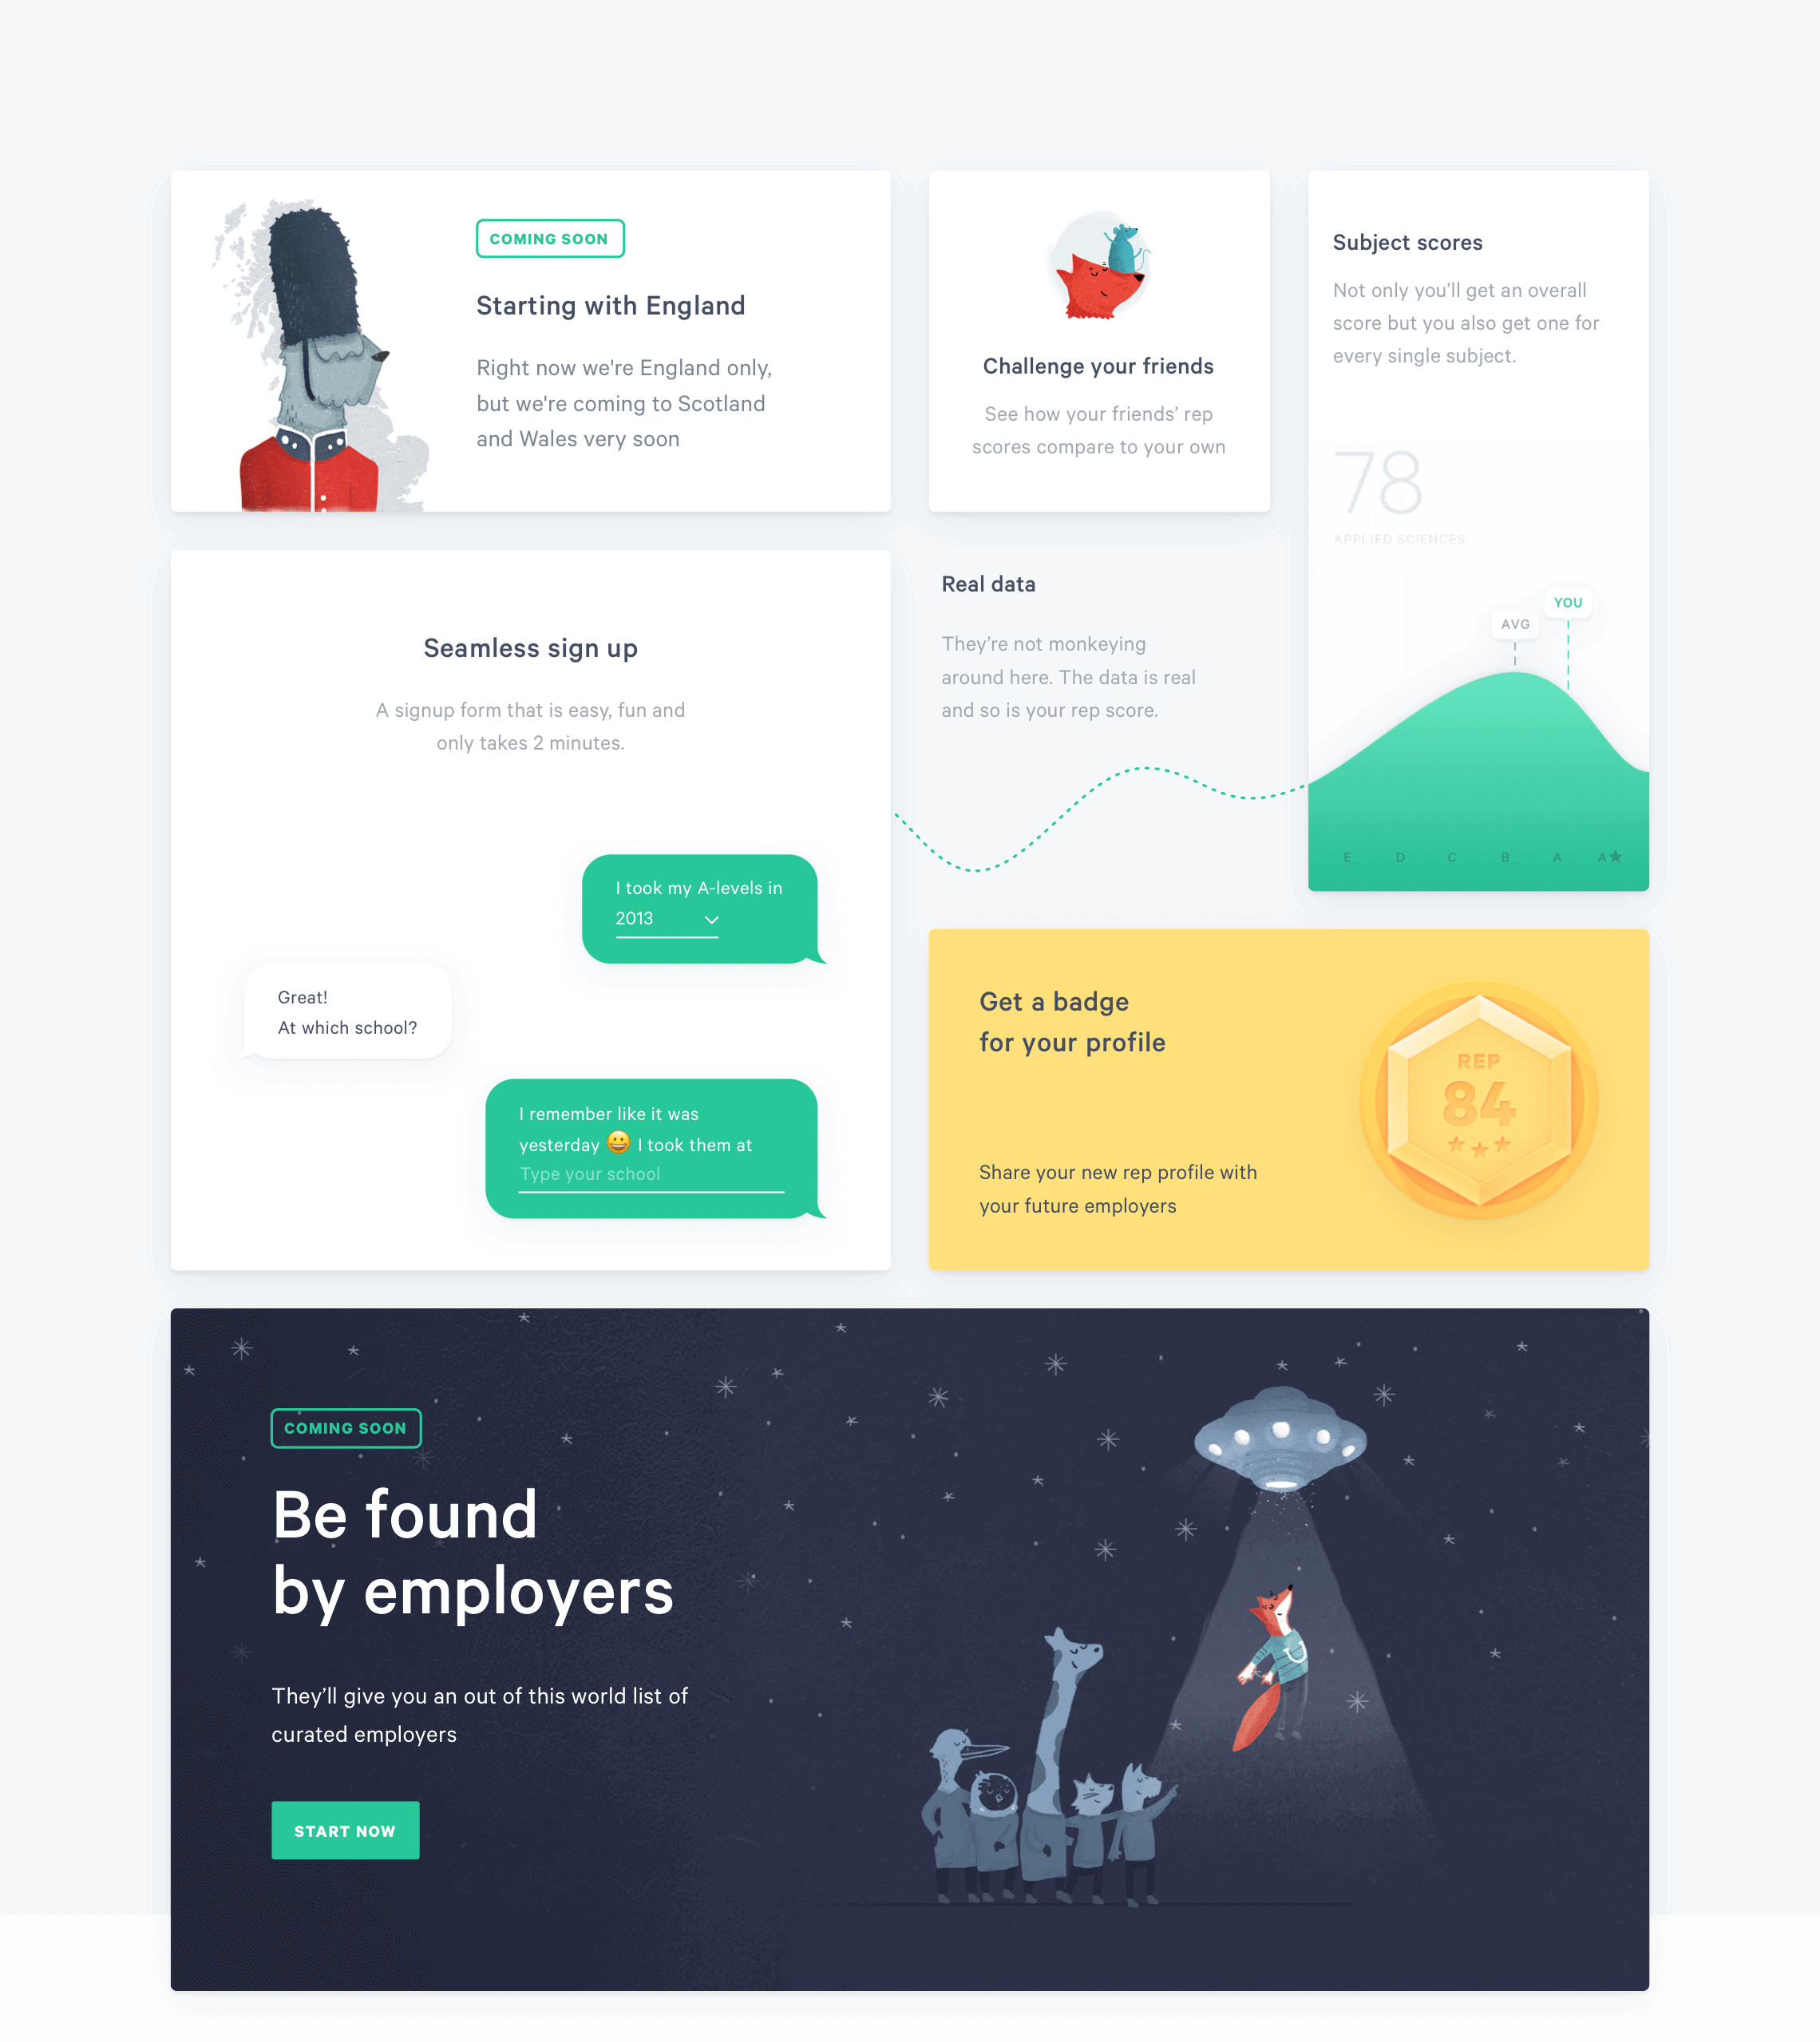 COMING SOON
Starting with England
Right now we're England only,
but we're coming to Scotland
and Wales very soon
Challenge your friends
See how your friends’ rep
scores compare to your own
Subject scores
Not only you’ll get an overall
score but you also get one for
every single subject.
78
APPLIED SCIENCES
AVG
YOU
E D C B A A★
Seamless sign up
A signup form that is easy, fun and
only takes 2 minutes.
I took my A-levels in
2013
Great!
At which school?
I remember like it was
yesterday 😀 I took them at
Type your school
Real data
They’re not monkeying
around here. The data is real
and so is your rep score.
Get a badge
for your profile
Share your new rep profile with
your future employers
REP
84
COMING SOON
Be found
by employers
They’ll give you an out of this world list of
curated employers
START NOW